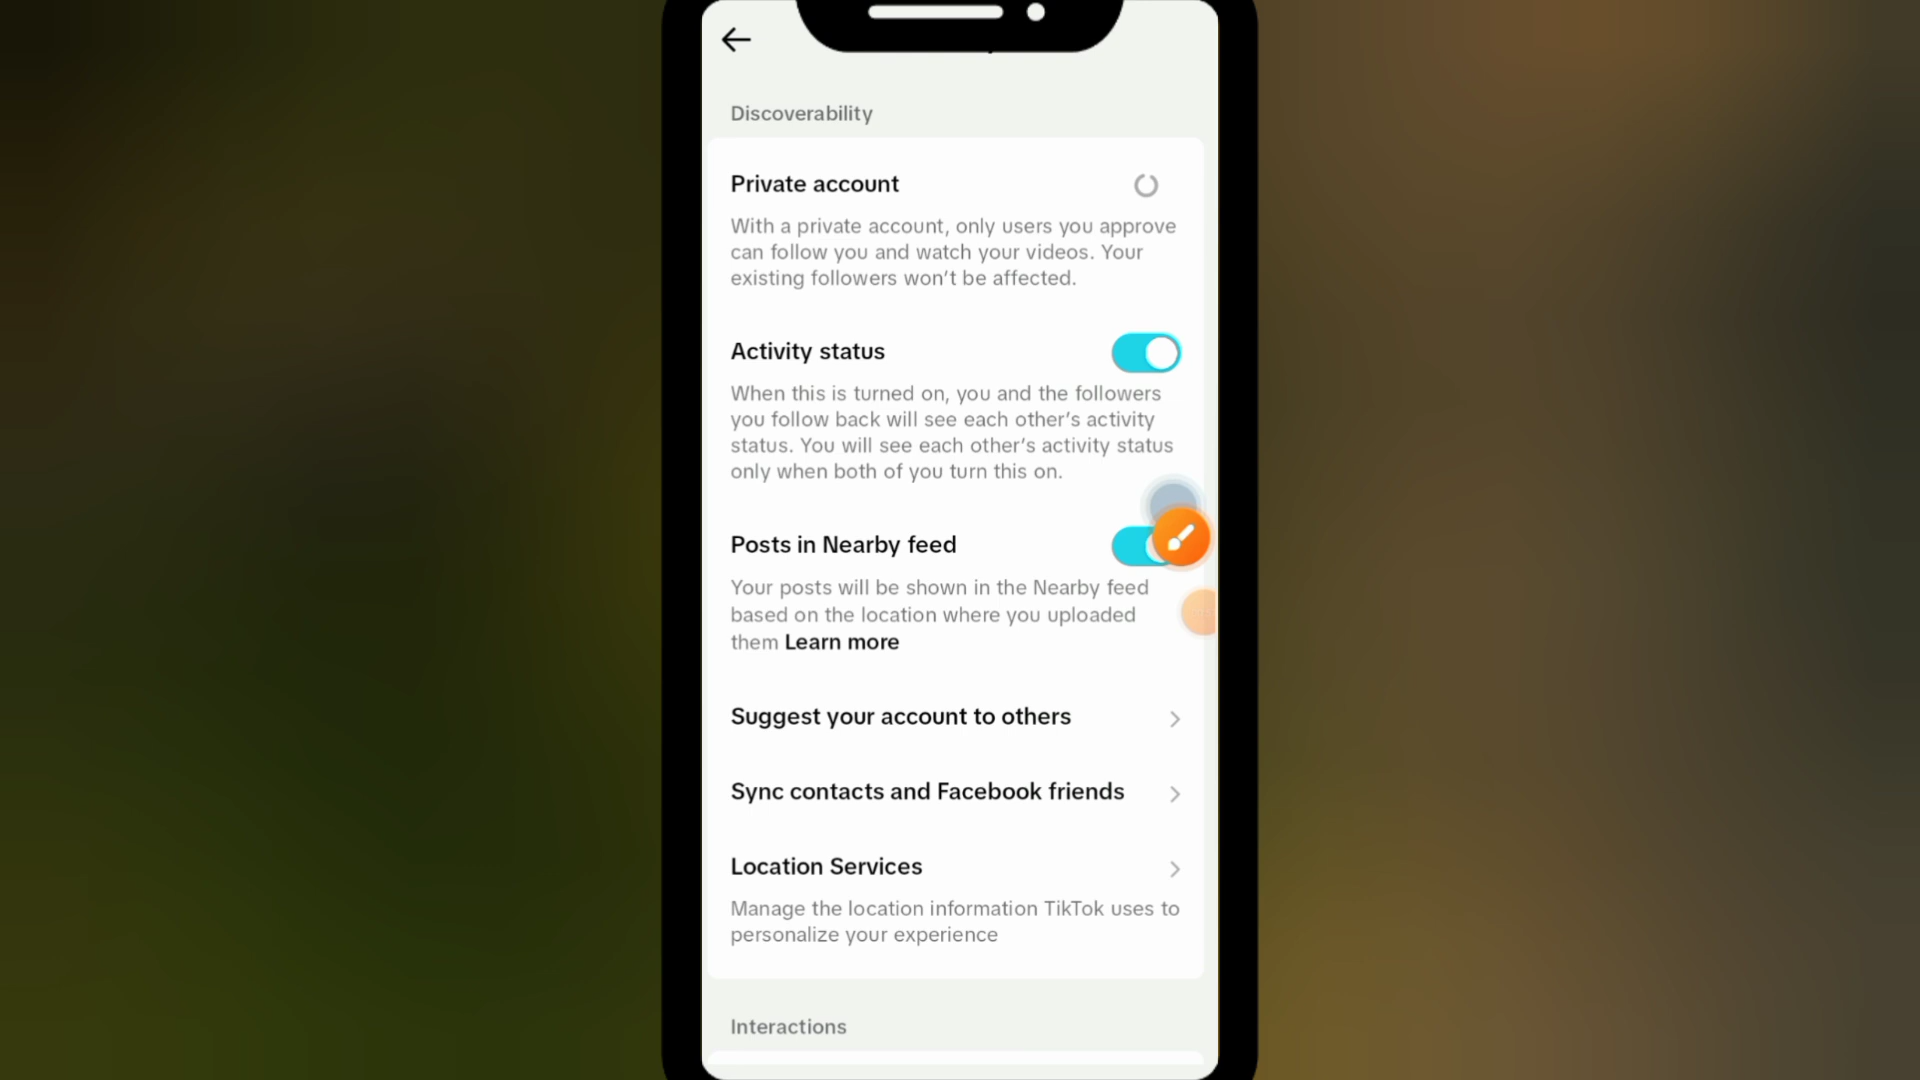 Discoverability
Private account
With a private account, only users you approve
can follow you and watch your videos. Your
existing followers won’t be affected.
Activity status
When this is turned on, you and the followers
you follow back will see each other’s activity
status. You will see each other’s activity status
only when both of you turn this on.
Posts in Nearby feed
Your posts will be shown in the Nearby feed
based on the location where you uploaded
them Learn more
Suggest your account to others
Sync contacts and Facebook friends
Location Services
Manage the location information TikTok uses to
personalize your experience
Interactions